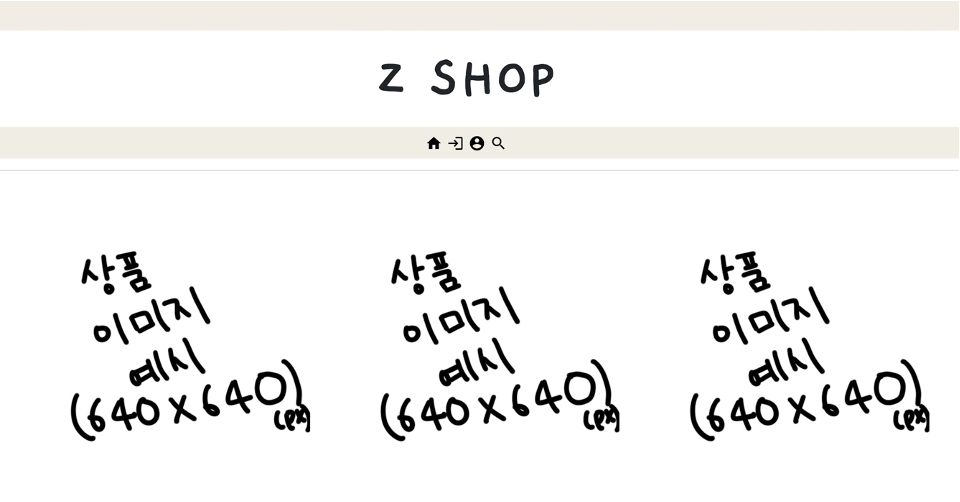 Z SHOP
상품
이미지
예시
(640x640)
(px)
상품
이미지
예시
(640x640)
(px)
상품
이미지
예시
(640x640)
(px)